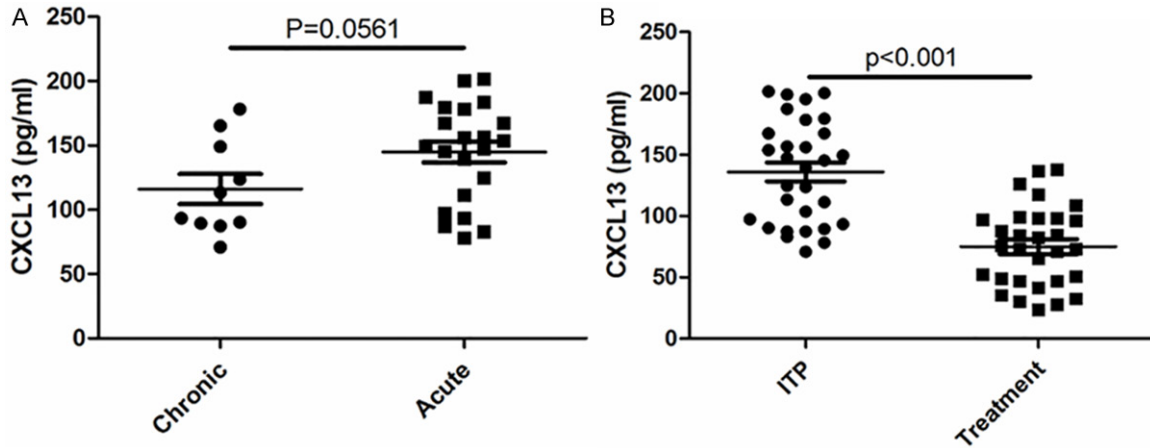 A
CXCL13 (pg/ml)
250
200
150
100
50
0
P=0.0561
Chronic
Acute
B
CXCL13 (pg/ml)
250
200
150
100
50
0
p<0.001
ITP
Treatment